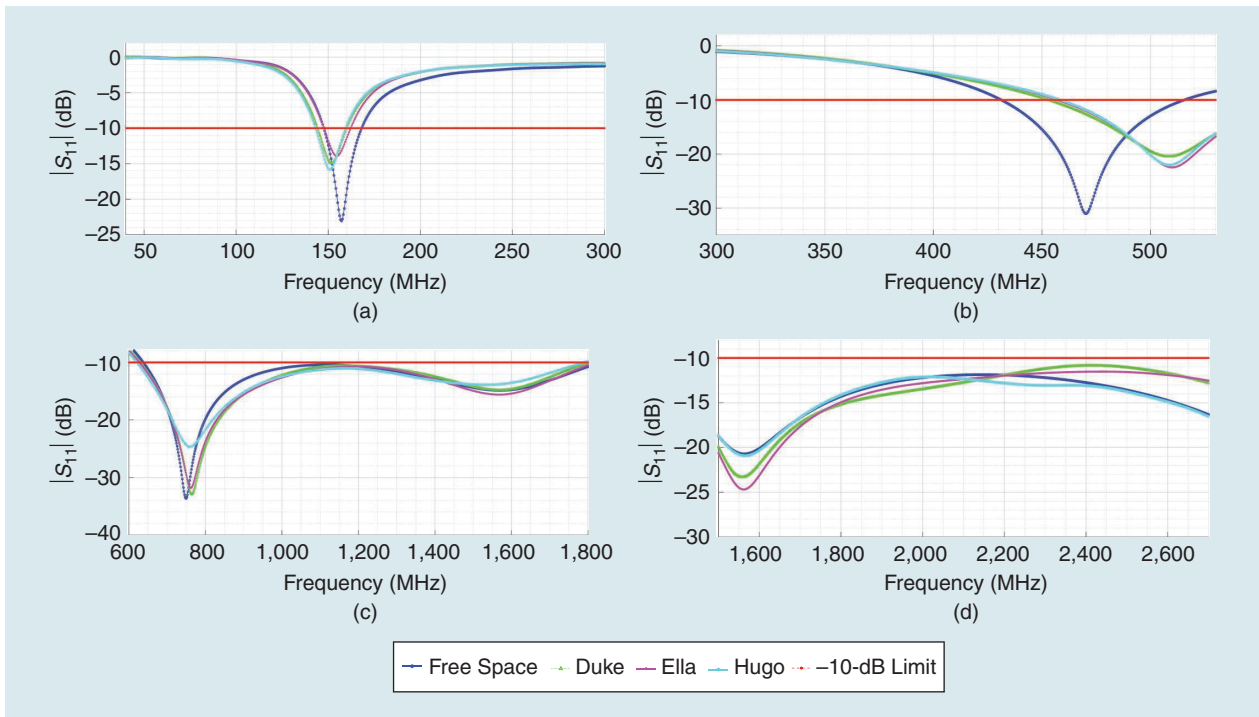 0
−5
−10
−15
−20
−25
|S11| (dB)
50 100 150 200 250 300
Frequency (MHz)
(a)
0
−10
−20
−30
|S11| (dB)
300 350 400 450 500
Frequency (MHz)
(b)
−10
−20
−30
−40
|S11| (dB)
600 800 1,000 1,200 1,400 1,600 1,800
Frequency (MHz)
(c)
−10
−15
−20
−25
−30
|S11| (dB)
1,600 1,800 2,000 2,200 2,400 2,600
Frequency (MHz)
(d)
Free Space Duke Ella Hugo −10-dB Limit